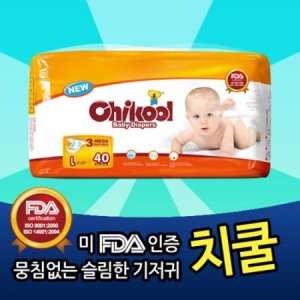 NEW
Chikool
Baby Diapers
FDA
3-MEGA
L
40
FDA
certification
ISO 9001:2000
ISO 14001:2004
미 FDA 인증
뭉침없는 슬림한 기저귀
치쿨